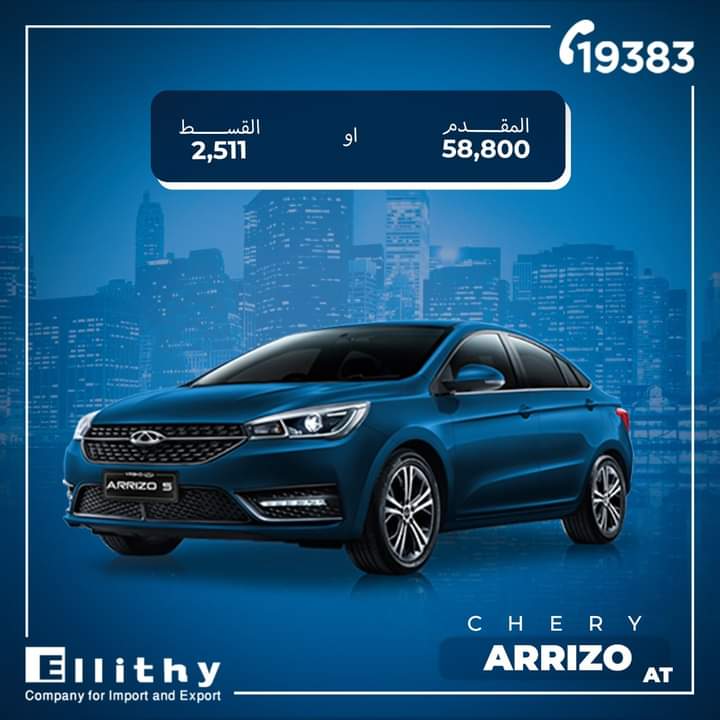 19383
المقدم او القسط
58,800 2,511
ARRIZO 5
CHERY
ARRIZO AT
Ellithy
Company for Import and Export